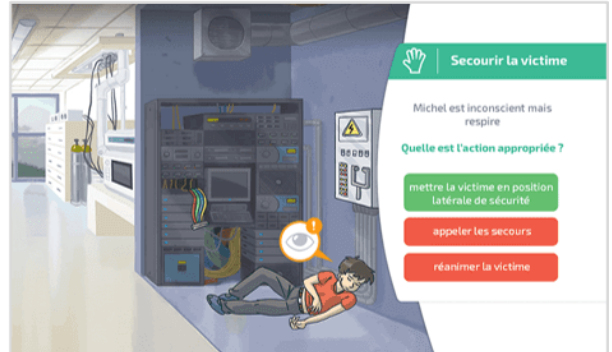 Secourir la victime
Michel est inconscient mais
respire
Quelle est l'action appropriée ?
mettre la victime en position
latérale de sécurité
appeler les secours
réanimer la victime